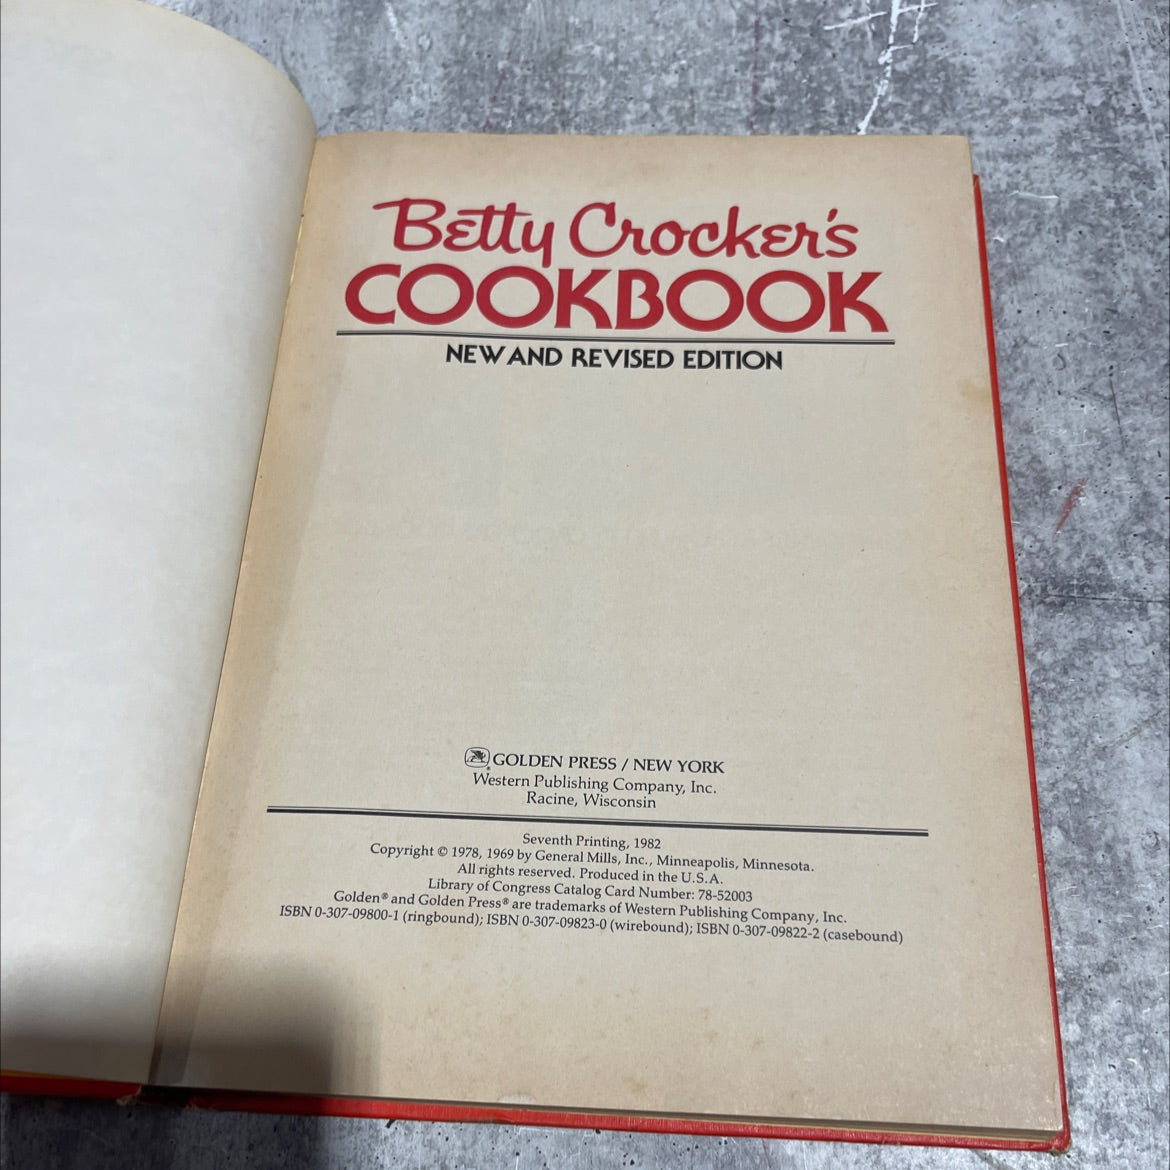 Betty Crocker's
COOKBOOK
NEW AND REVISED EDITION
GOLDEN PRESS / NEW YORK
Western Publishing Company, Inc.
Racine, Wisconsin
Seventh Printing, 1982
Copyright © 1978, 1969 by General Mills, Inc., Minneapolis, Minnesota.
All rights reserved. Produced in the U.S.A.
Library of Congress Catalog Card Number: 78-52003
Golden® and Golden Press® are trademarks of Western Publishing Company, Inc.
ISBN 0-307-09800-1 (ringbound); ISBN 0-307-09823-0 (wirebound); ISBN 0-307-09822-2 (casebound)